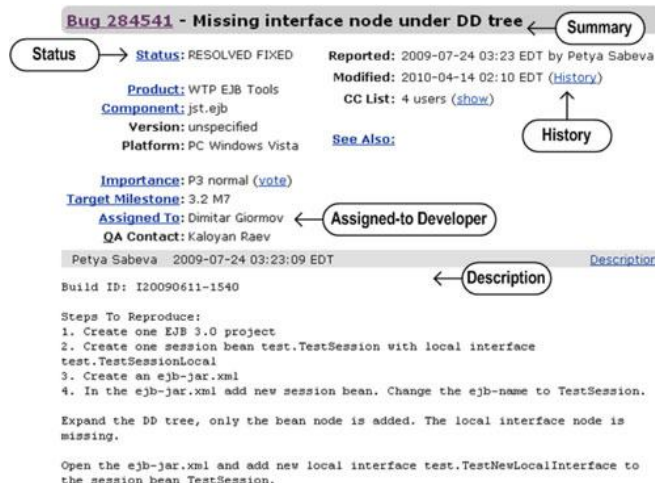 Bug 284541 - Missing interface node under DD tree
Summary
Status
Status: RESOLVED FIXED
Reported: 2009-07-24 03:23 EDT by Petya Sabeva
Modified: 2010-04-14 02:10 EDT (History)
Product: WTP EJB Tools
CC List: 4 users (show)
Component: jst.ejb
Version: unspecified
History
Platform: PC Windows Vista
See Also:
Importance: P3 normal (vote)
Target Milestone: 3.2 M7
Assigned To: Dimitar Giormov
Assigned-to Developer
QA Contact: Kaloyan Raev
Petya Sabeva 2009-07-24 03:23:09 EDT
Description
Description
Build ID: I20090611-1540
Steps To Reproduce:
1. Create one EJB 3.0 project
2. Create one session bean test.TestSession with local interface
test.TestSessionLocal
3. Create an ejb-jar.xml
4. In the ejb-jar.xml add new session bean. Change the ejb-name to TestSession.
Expand the DD tree, only the bean node is added. The local interface node is
missing.
Open the ejb-jar.xml and add new local interface test.TestNewLocalInterface to
the session bean TestSession.